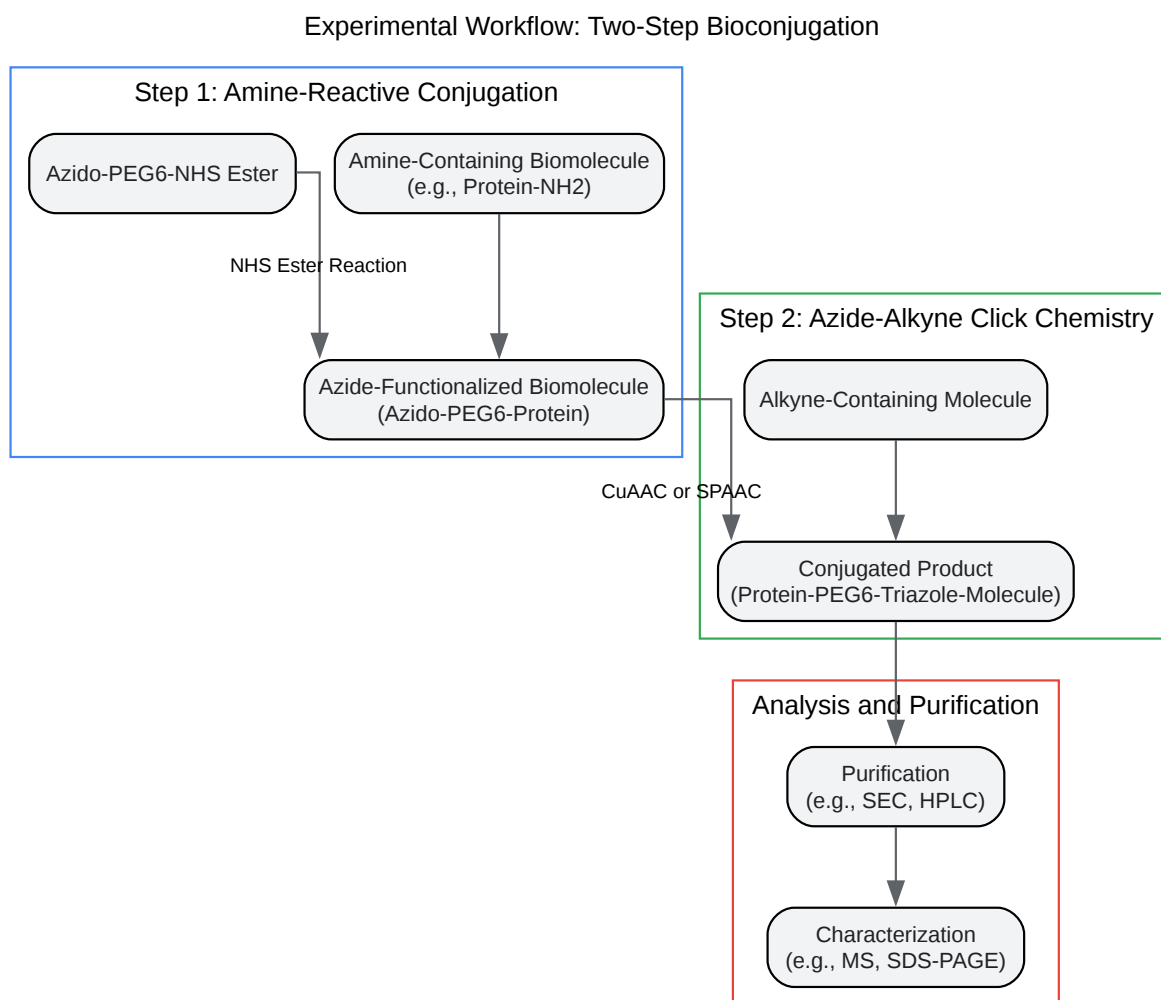 Experimental Workflow: Two-Step Bioconjugation
Step 1: Amine-Reactive Conjugation
Azido-PEG6-NHS Ester
Amine-Containing Biomolecule
(e.g., Protein-NH2)
NHS Ester Reaction
Azide-Functionalized Biomolecule
(Azido-PEG6-Protein)
Step 2: Azide-Alkyne Click Chemistry
Alkyne-Containing Molecule
CuAAC or SPAAC
Conjugated Product
(Protein-PEG6-Triazole-Molecule)
Analysis and Purification
Purification
(e.g., SEC, HPLC)
Characterization
(e.g., MS, SDS-PAGE)